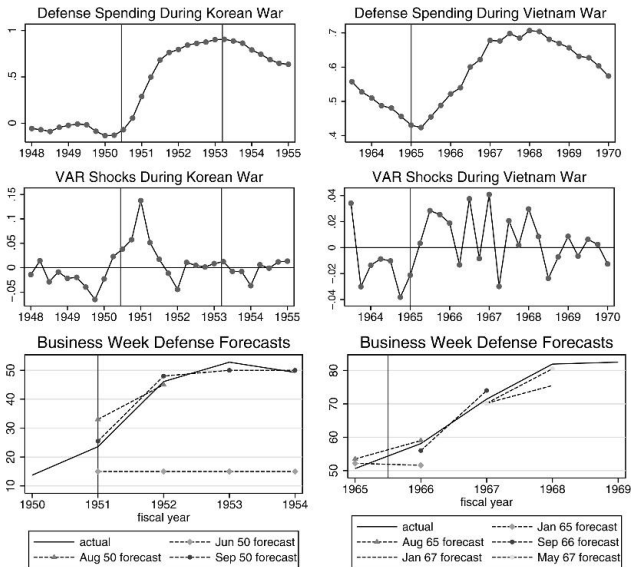 Defense Spending During Korean War
1
.5
0
1948 1949 1950 1951 1952 1953 1954 1955
Defense Spending During Vietnam War
.7
.6
.5
.4
1964 1965 1966 1967 1968 1969 1970
VAR Shocks During Korean War
.15
.1
.05
0
-.05
1948 1949 1950 1951 1952 1953 1954 1955
VAR Shocks During Vietnam War
.04
.02
0
-.02
-.04
1964 1965 1966 1967 1968 1969 1970
Business Week Defense Forecasts
50
40
30
20
10
1950 1951 1952 1953 1954
fiscal year
actual Jun 50 forecast
Aug 50 forecast Sep 50 forecast
Business Week Defense Forecasts
80
70
60
50
1965 1966 1967 1968 1969
fiscal year
actual Jan 65 forecast
Aug 65 forecast Sep 66 forecast
Jan 67 forecast May 67 forecast